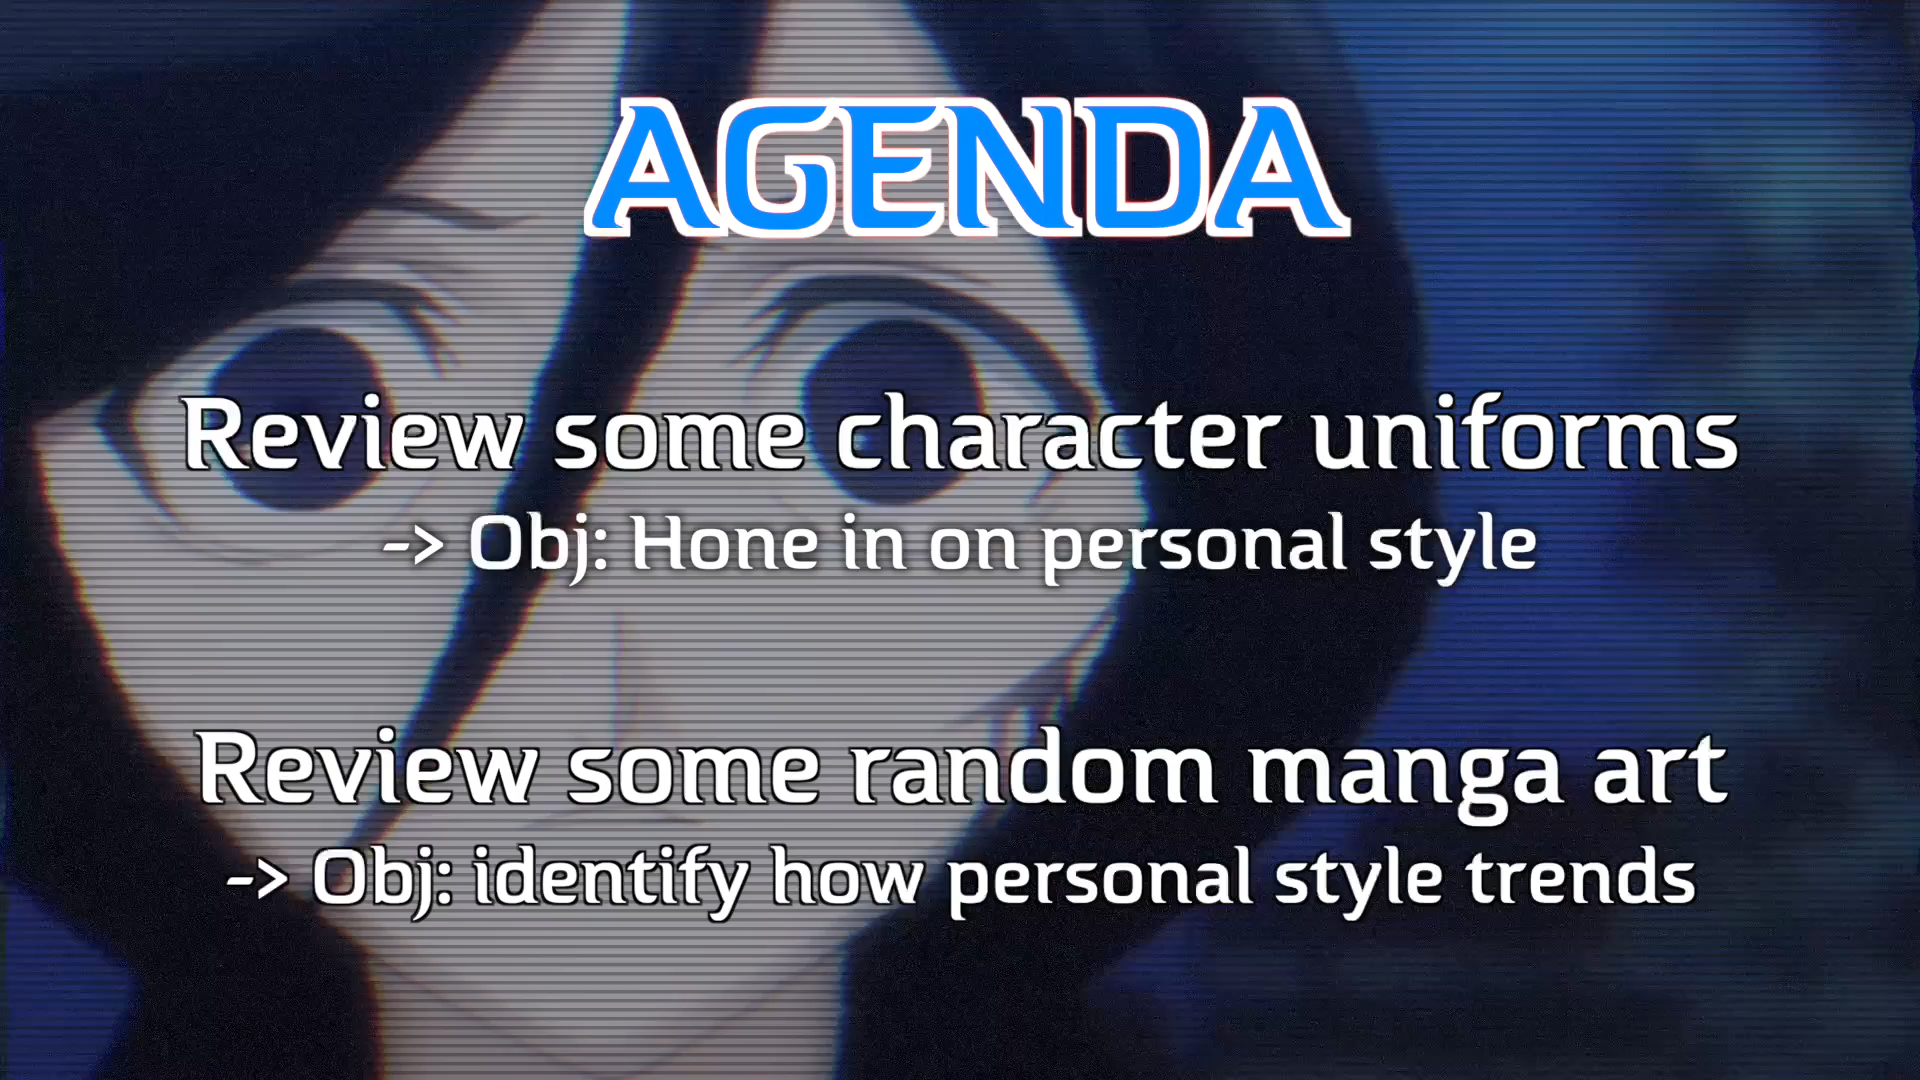 AGENDA
Review some character uniforms
-> Obj: Hone in on personal style
Review some random manga art
-> Obj: identify how personal style trends